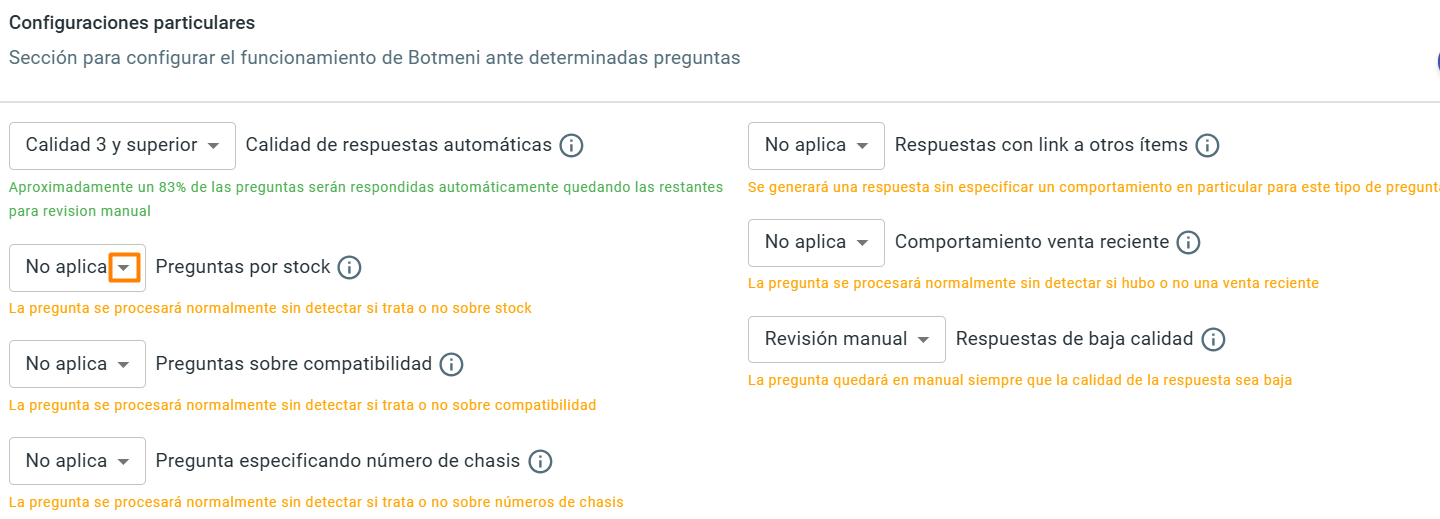 Configuraciones particulares
Sección para configurar el funcionamiento de Botmeni ante determinadas preguntas
Calidad 3 y superior Calidad de respuestas automáticas
Aproximadamente un 83% de las preguntas serán respondidas automáticamente quedando las restantes
para revision manual
No aplica Preguntas por stock
La pregunta se procesará normalmente sin detectar si trata o no sobre stock
No aplica Preguntas sobre compatibilidad
La pregunta se procesará normalmente sin detectar si trata o no sobre compatibilidad
No aplica Pregunta especificando número de chasis
La pregunta se procesará normalmente sin detectar si trata o no sobre números de chasis
No aplica Respuestas con link a otros ítems
Se generará una respuesta sin especificar un comportamiento en particular para este tipo de pregunt
No aplica Comportamiento venta reciente
La pregunta se procesará normalmente sin detectar si hubo o no una venta reciente
Revisión manual Respuestas de baja calidad
La pregunta quedará en manual siempre que la calidad de la respuesta sea baja